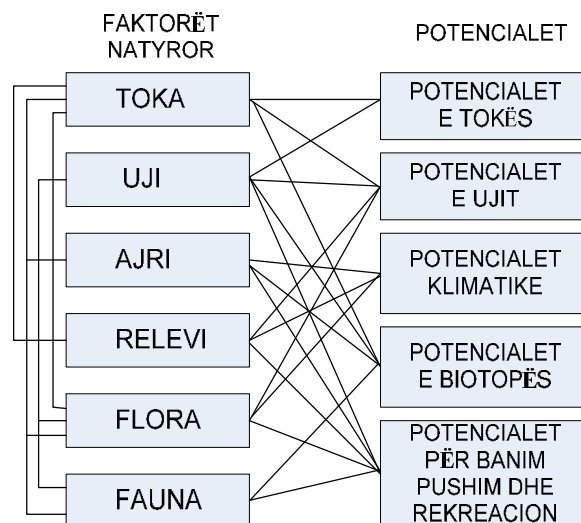 FAKTORËT
NATYROR
TOKA
UJI
AJRI
RELEVI
FLORA
FAUNA
POTENCIALET
POTENCIALET
E TOKËS
POTENCIALET
E UJIT
POTENCIALET
KLIMATIKE
POTENCIALET
E BIOTOPËS
POTENCIALET
PËR BANIM
PUSHIM DHE
REKREACION